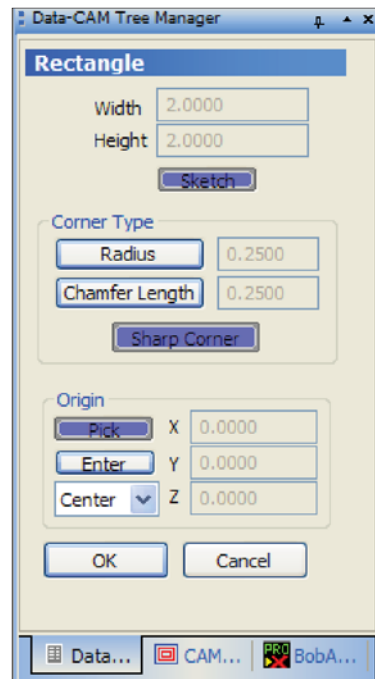 Data-CAM Tree Manager
Rectangle
Width 2.0000
Height 2.0000
Sketch
Corner Type
Radius 0.2500
Chamfer Length 0.2500
Sharp Corner
Origin
Pick X 0.0000
Enter Y 0.0000
Center Z 0.0000
OK Cancel
Data... CAM... PRO BobA...